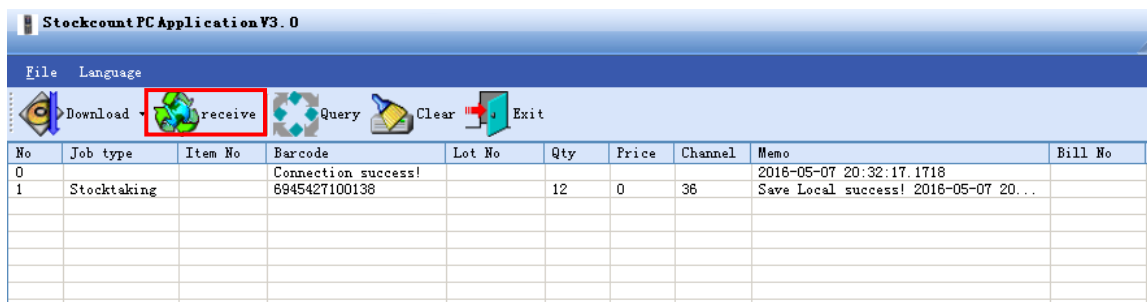 Stockcount PC Application V3.0
File Language
Download receive Query Clear Exit
No Job type Item No Barcode Lot No Qty Price Channel Memo Bill No
0 Connection success! 2016-05-07 20:32:17.1718
1 Stocktaking 6945427100138 12 0 36 Save Local success! 2016-05-07 20...